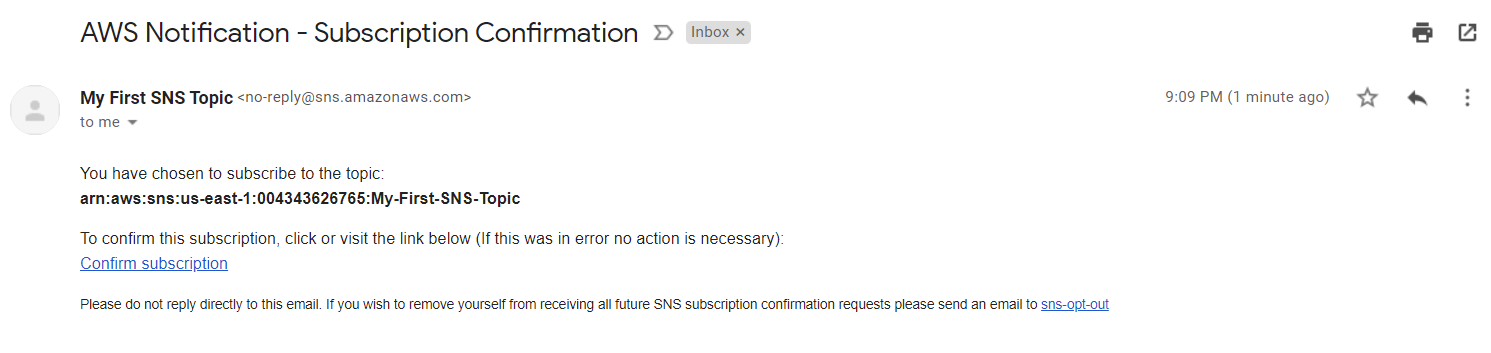 AWS Notification - Subscription Confirmation Inbox ×
My First SNS Topic <no-reply@sns.amazonaws.com> 9:09 PM (1 minute ago)
to me
You have chosen to subscribe to the topic:
arn:aws:sns:us-east-1:004343626765:My-First-SNS-Topic
To confirm this subscription, click or visit the link below (If this was in error no action is necessary):
Confirm subscription
Please do not reply directly to this email. If you wish to remove yourself from receiving all future SNS subscription confirmation requests please send an email to sns-opt-out